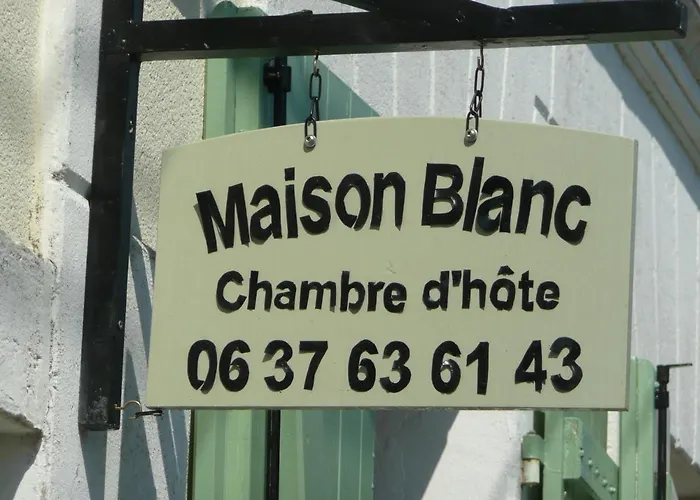 Maison Blanc
Chambre d'hôte
06 37 63 61 43